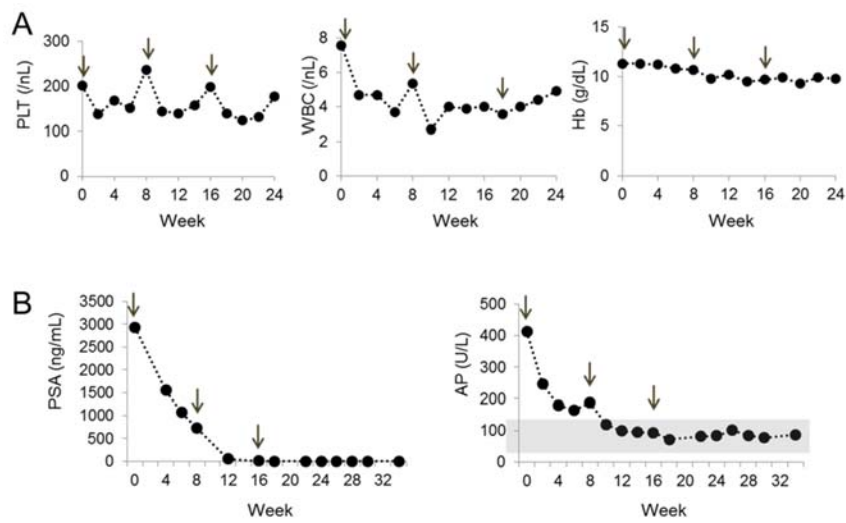 A
PLT (/nL)
300
200
100
0
0 4 8 12 16 20 24
Week
WBC (/nL)
8
6
4
2
0
0 4 8 12 16 20 24
Week
Hb (g/dL)
15
10
5
0
0 4 8 12 16 20 24
Week
B
PSA (ng/mL)
3500
3000
2500
2000
1500
1000
500
0
0 4 8 12 16 20 24 28 32
Week
AP (U/L)
500
400
300
200
100
0
0 4 8 12 16 20 24 28 32
Week